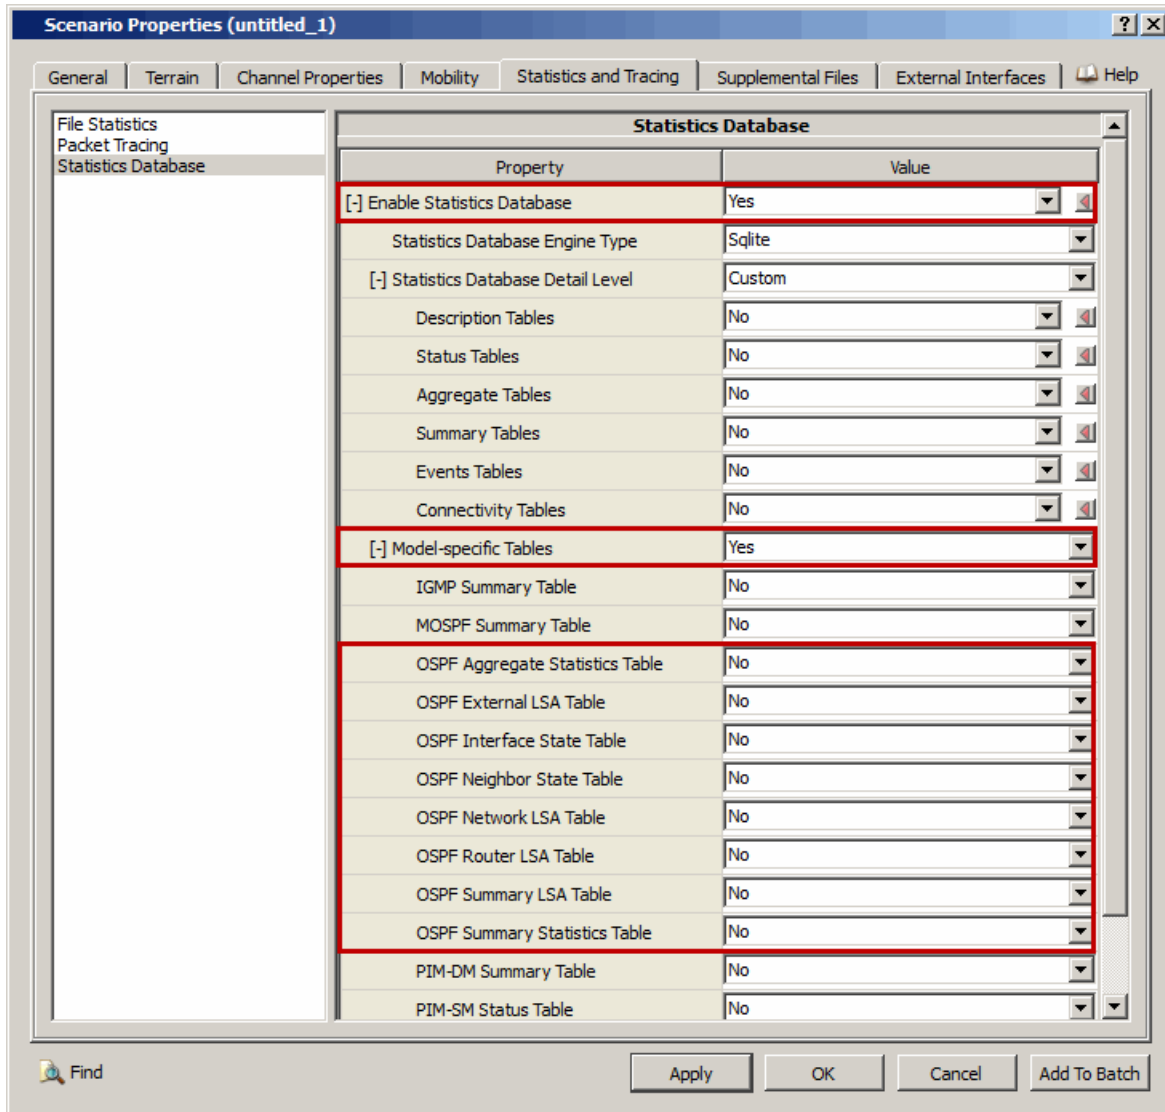 Scenario Properties (untitled_1)
General Terrain Channel Properties Mobility Statistics and Tracing Supplemental Files External Interfaces Help
File Statistics
Packet Tracing
Statistics Database
Statistics Database
Property Value
[-] Enable Statistics Database Yes
Statistics Database Engine Type Sqlite
[-] Statistics Database Detail Level Custom
Description Tables No
Status Tables No
Aggregate Tables No
Summary Tables No
Events Tables No
Connectivity Tables No
[-] Model-specific Tables Yes
IGMP Summary Table No
MOSPF Summary Table No
OSPF Aggregate Statistics Table No
OSPF External LSA Table No
OSPF Interface State Table No
OSPF Neighbor State Table No
OSPF Network LSA Table No
OSPF Router LSA Table No
OSPF Summary LSA Table No
OSPF Summary Statistics Table No
PIM-DM Summary Table No
PIM-SM Status Table No
Find Apply OK Cancel Add To Batch